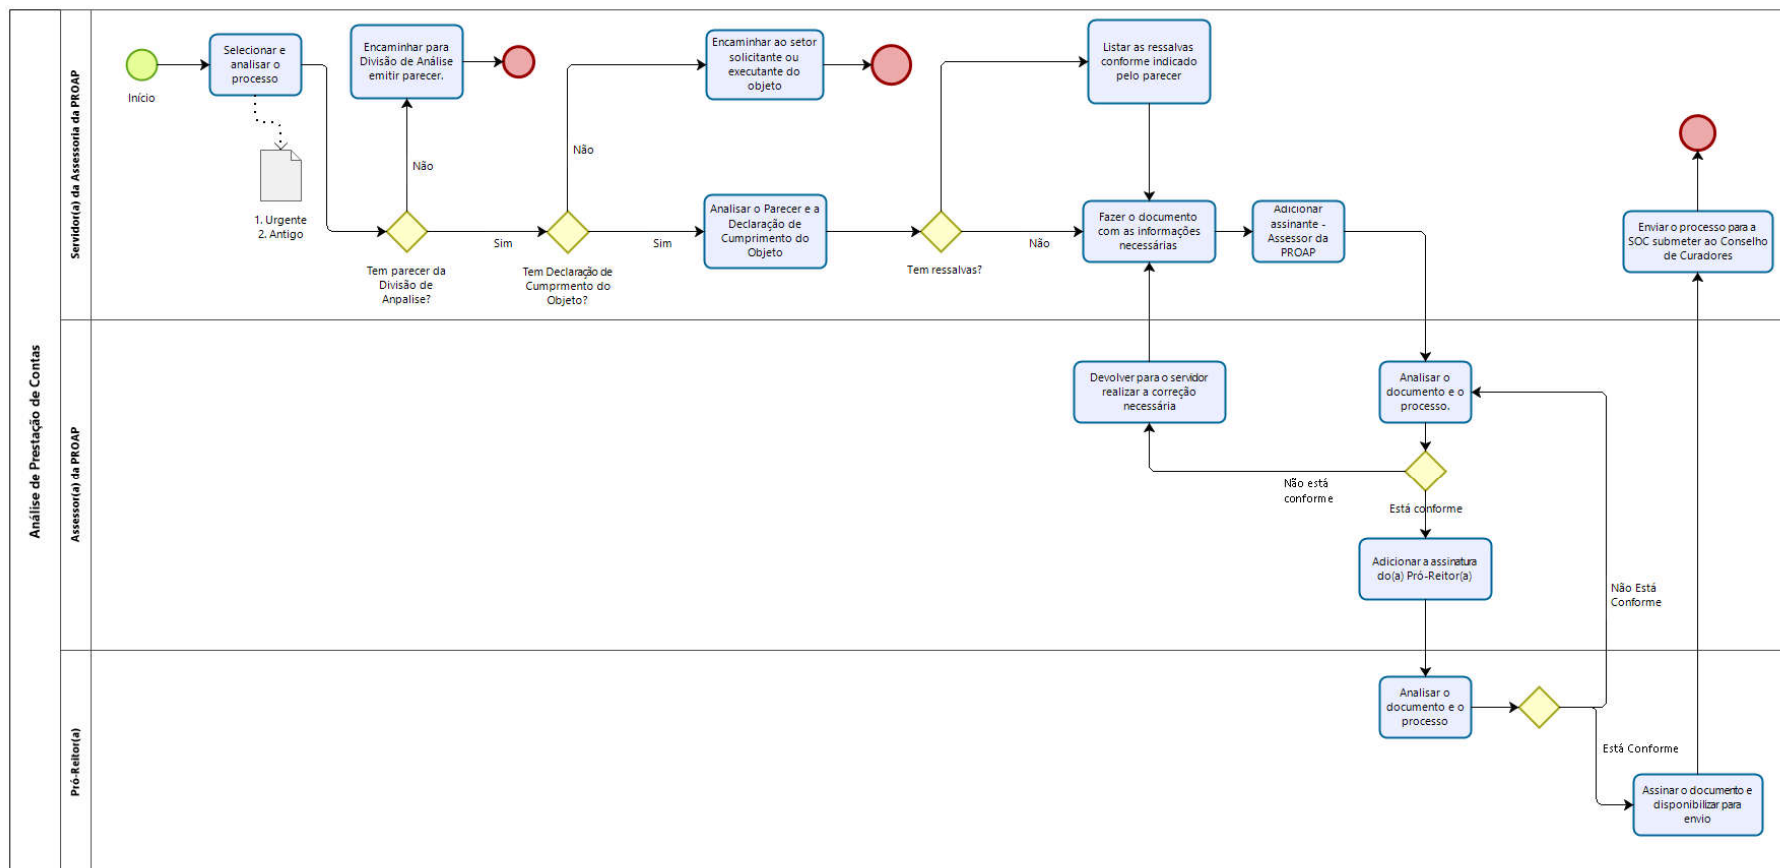 Análise de Prestação de Contas
Servidor(a) da Assessoria da PROAP
Início
Selecionar e
analisar o
processo
1. Urgente
2. Antigo
Encaminhar para
Divisão de Análise
emitir parecer.
Não
Tem parecer da
Divisão de
Anpalise?
Sim
Não
Tem Declaração de
Cumprmento do
Objeto?
Sim
Encaminhar ao setor
solicitante ou
executante do
objeto
Analisar o Parecer e a
Declaração de
Cumprimento do
Objeto
Tem ressalvas?
Não
Listar as ressalvas
conforme indicado
pelo parecer
Fazer o documento
com as informações
necessárias
Adicionar
assinante -
Assessor da
PROAP
Enviar o processo para a
SOC submeter ao Conselho
de Curadores
Assessor(a) da PROAP
Devolver para o servidor
realizar a correção
necessária
Analisar o
documento e o
processo.
Não está
conforme
Está conforme
Adicionar a assinatura
do(a) Pró-Reitor(a)
Não Está
Conforme
Pró-Reitor(a)
Analisar o
documento e o
processo
Está Conforme
Assinar o documento e
disponibilizar para
envio